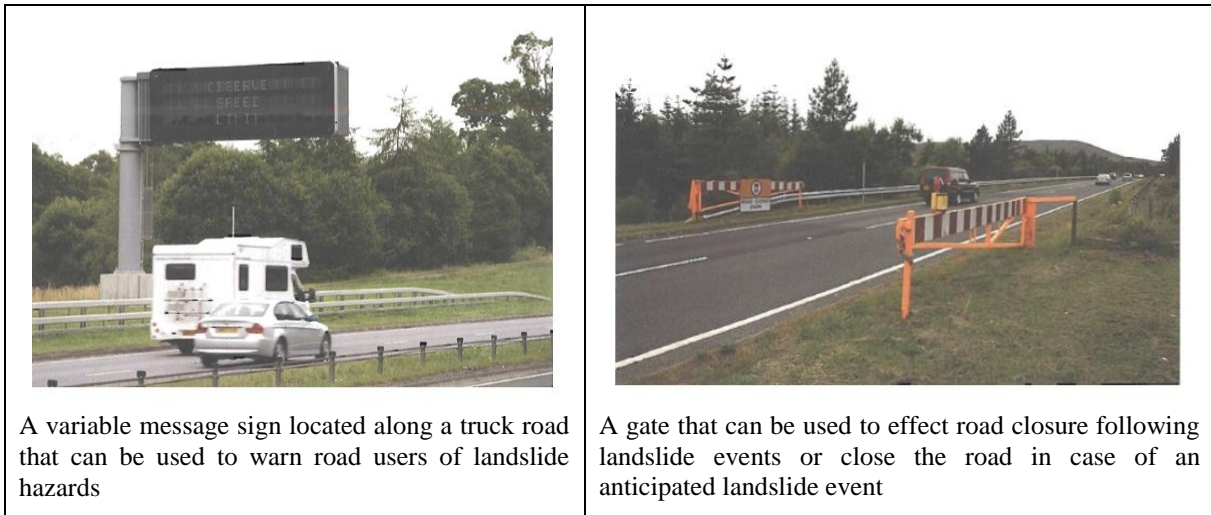 OBSERVE
SPEED
LIMIT
A variable message sign located along a truck road
that can be used to warn road users of landslide
hazards
A gate that can be used to effect road closure following
landslide events or close the road in case of an
anticipated landslide event